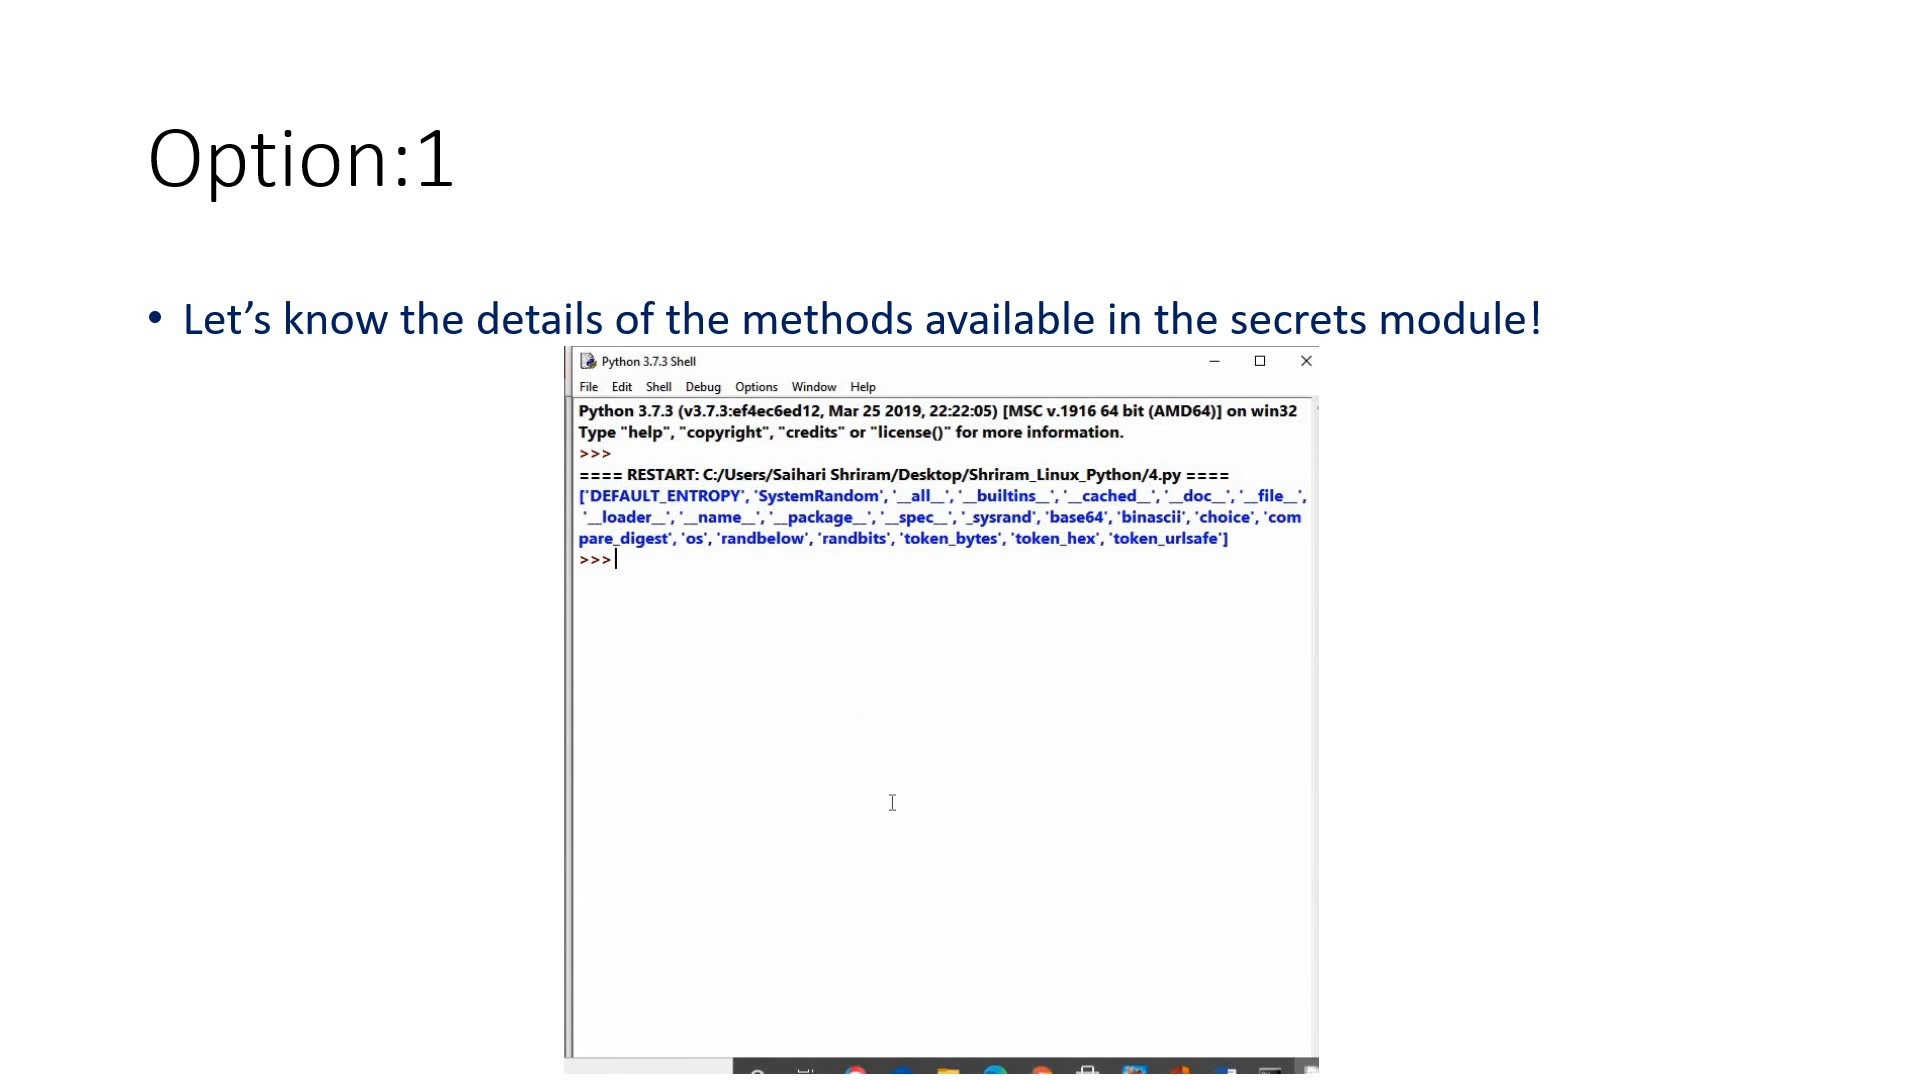 Option:1
• Let’s know the details of the methods available in the secrets module!
Python 3.7.3 Shell
File Edit Shell Debug Options Window Help
Python 3.7.3 (v3.7.3:ef4ec6ed12, Mar 25 2019, 22:22:05) [MSC v.1916 64 bit (AMD64)] on win32
Type "help", "copyright", "credits" or "license()" for more information.
>>>
==== RESTART: C:/Users/Saihari Shriram/Desktop/Shriram_Linux_Python/4.py ====
['DEFAULT_ENTROPY', 'SystemRandom', '__all__', '__builtins__', '__cached__', '__doc__', '__file__',
'__loader__', '__name__', '__package__', '__spec__', '_sysrand', 'base64', 'binascii', 'choice', 'com
pare_digest', 'os', 'randbelow', 'randbits', 'token_bytes', 'token_hex', 'token_urlsafe']
>>>